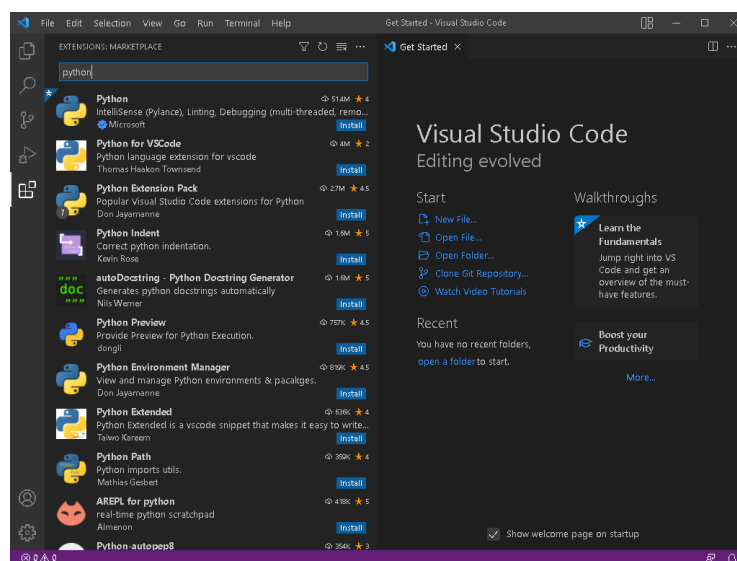 File Edit Selection View Go Run Terminal Help
Get Started - Visual Studio Code
EXTENSIONS: MARKETPLACE
python
Python 51.4M ★ 4
IntelliSense (Pylance), Linting, Debugging (multi-threaded, remo...
Microsoft Install
Python for VSCode 4M ★ 2
Python language extension for vscode
Thomas Haakon Townsend Install
Python Extension Pack 2.7M ★ 4.5
Popular Visual Studio Code extensions for Python
7
Don Jayamanne Install
Python Indent 1.6M ★ 5
Correct python indentation.
Kevin Rose Install
autoDocstring - Python Docstring Generator 1.6M ★ 5
""" doc """
Generates python docstrings automatically
Nils Werner Install
Python Preview 757K ★ 4.5
Provide Preview for Python Execution.
dongli Install
Python Environment Manager 819K ★ 4.5
View and manage Python environments & pacakges.
Don Jayamanne Install
Python Extended 636K ★ 4
Python Extended is a vscode snippet that makes it easy to write...
Taiwo Kareem Install
Python Path 359K ★ 4
Python imports utils.
Mathias Gesbert Install
AREPL for python 418K ★ 5
real-time python scratchpad
Almenon Install
Python-autopep8 354K ★ 3
Get Started
Visual Studio Code
Editing evolved
Start
New File...
Open File...
Open Folder...
Clone Git Repository...
Watch Video Tutorials
Recent
You have no recent folders,
open a folder to start.
Walkthroughs
Learn the
Fundamentals
Jump right into VS
Code and get an
overview of the must-
have features.
Boost your
Productivity
More...
Show welcome page on startup
0 0